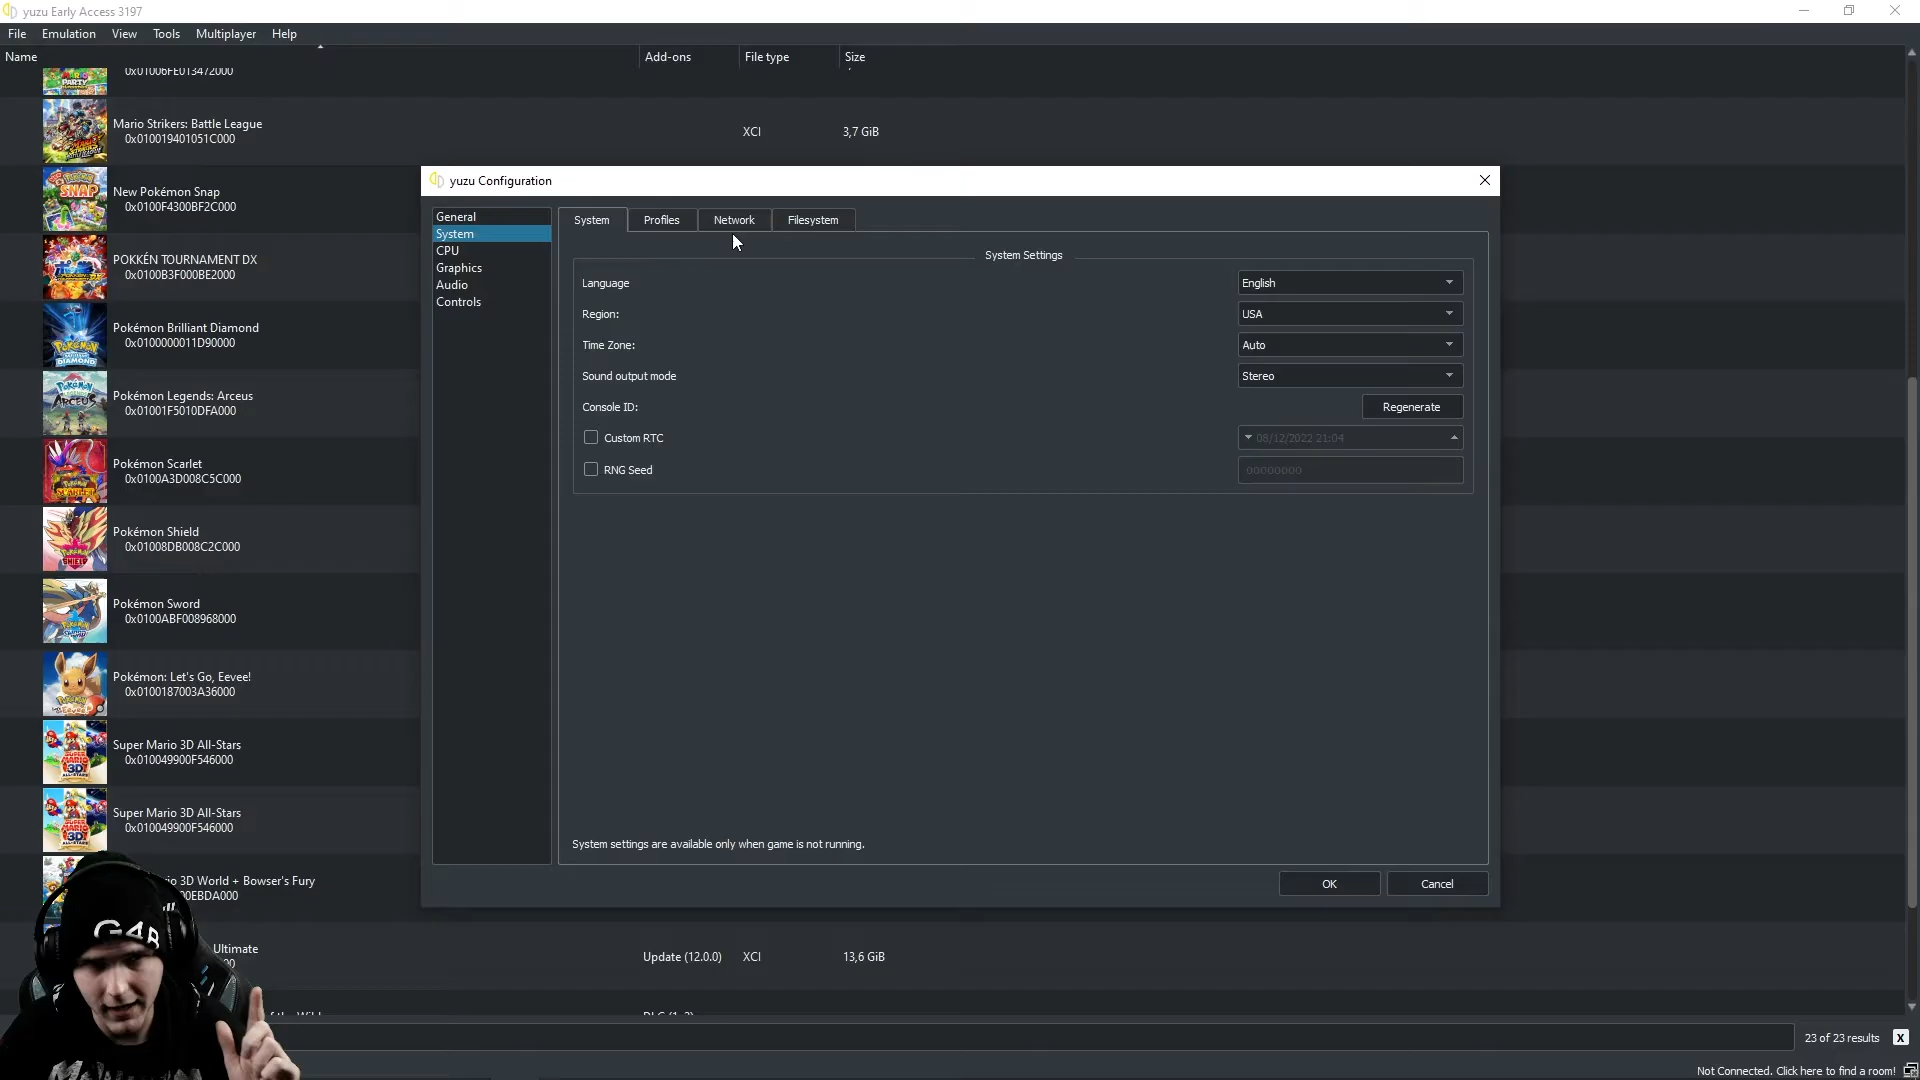 yuzu Early Access 3197
File Emulation View Tools Multiplayer Help
Name Add-ons File type Size
0x01006FE013472000
Mario Strikers: Battle League
0x010019401051C000 XCI 3,7 GiB
New Pokémon Snap
0x0100F4300BF2C000
POKKÉN TOURNAMENT DX
0x0100B3F000BE2000
Pokémon Brilliant Diamond
0x0100000011D90000
Pokémon Legends: Arceus
0x01001F5010DFA000
Pokémon Scarlet
0x0100A3D008C5C000
Pokémon Shield
0x01008DB008C2C000
Pokémon Sword
0x0100ABF008968000
Pokémon: Let's Go, Eevee!
0x0100187003A36000
Super Mario 3D All-Stars
0x010049900F546000
Super Mario 3D All-Stars
0x010049900F546000
3D World + Bowser's Fury
0EBDA000
Ultimate
Update (12.0.0) XCI 13,6 GiB
yuzu Configuration
General
System
CPU
Graphics
Audio
Controls
System Profiles Network Filesystem
System Settings
Language English
Region: USA
Time Zone: Auto
Sound output mode Stereo
Console ID: Regenerate
Custom RTC 08/12/2022 21:04
RNG Seed 00000000
System settings are available only when game is not running.
OK Cancel
G4R
23 of 23 results X
Not Connected. Click here to find a room!